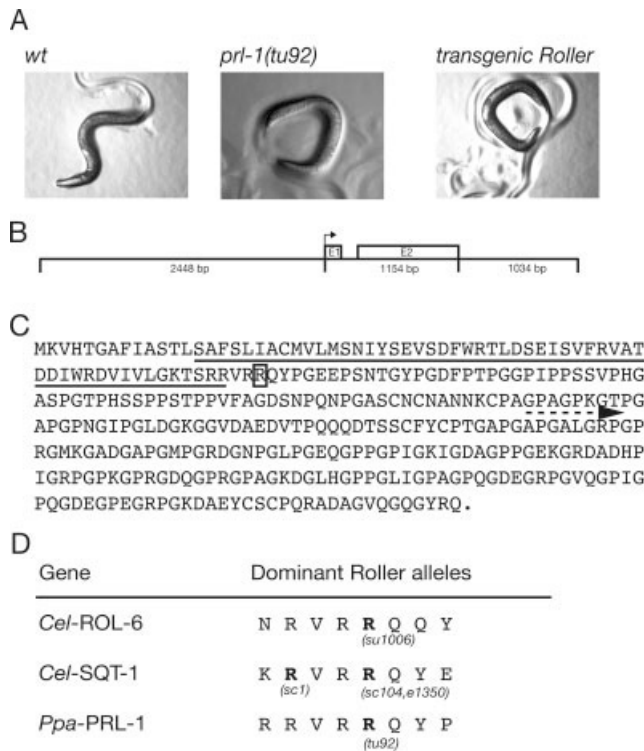 A
wt prl-1(tu92) transgenic Roller
B
E1 E2
2448 bp 1154 bp 1034 bp
C
MKVHTGAFIASTLSAFSLIACMVLMSNIYSEVSDFWRTLDSEISVFRVAT
DDIWRDVIVLGKTSRRVRRQYPGEEPSNTGYPGDFPTPGGPIPPSSVPHG
ASPGTPHSSPPSTPPVFAGDSNPQNPGASCNCNANNKCPAGPAGPKGTPG
APGPNGIPGLDGKGGVDAEDVTPQQQDTSSCFYCPTGAPGAPGALGRPGP
RGMKGADGAPGMPGRDGNPGLPGEQGPPGPIGKIGDAGPPGEKGRDADHP
IGRPGPKGPRGDQGPRGPAGKDGLHGPPGLIGPAGPQGDEGRPGVQGPIG
PQGDEGPEGRPGKDAEYCSCPQRADAGVQGQGYRQ.
D
Gene Dominant Roller alleles
Cel-ROL-6 N R V R R Q Q Y
(su1006)
Cel-SQT-1 K R V R R Q Y E
(sc1) (sc104,e1350)
Ppa-PRL-1 R R V R R Q Y P
(tu92)